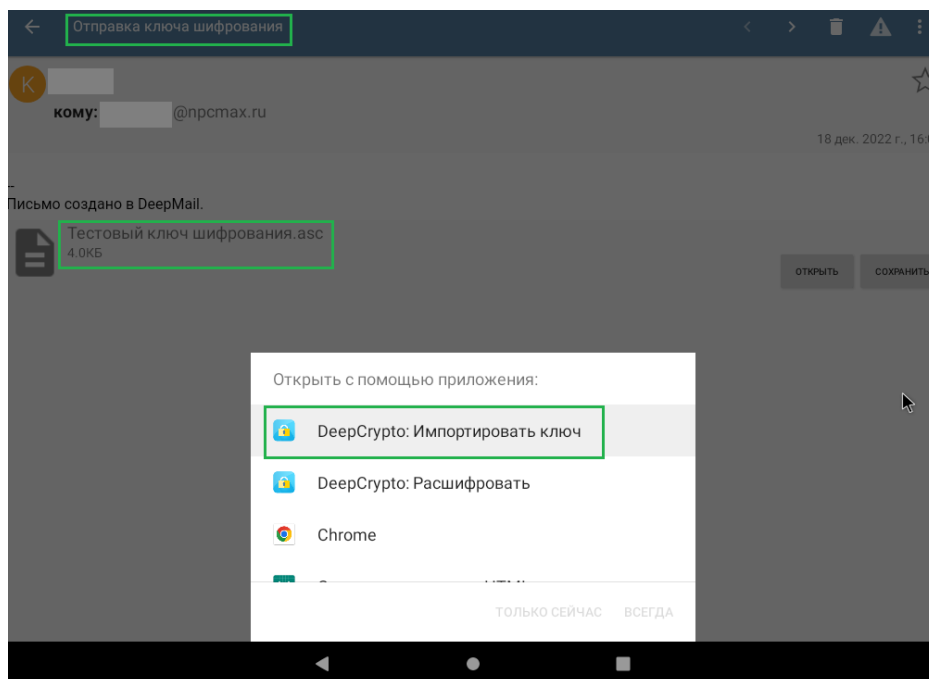 Отправка ключа шифрования
К
кому: @npcmax.ru
18 дек. 2022 г., 16:
--
Письмо создано в DeepMail.
Тестовый ключ шифрования.asc
4.0КБ
ОТКРЫТЬ СОХРАНИТЬ
Открыть с помощью приложения:
DeepCrypto: Импортировать ключ
DeepCrypto: Расшифровать
Chrome
ТОЛЬКО СЕЙЧАС ВСЕГДА